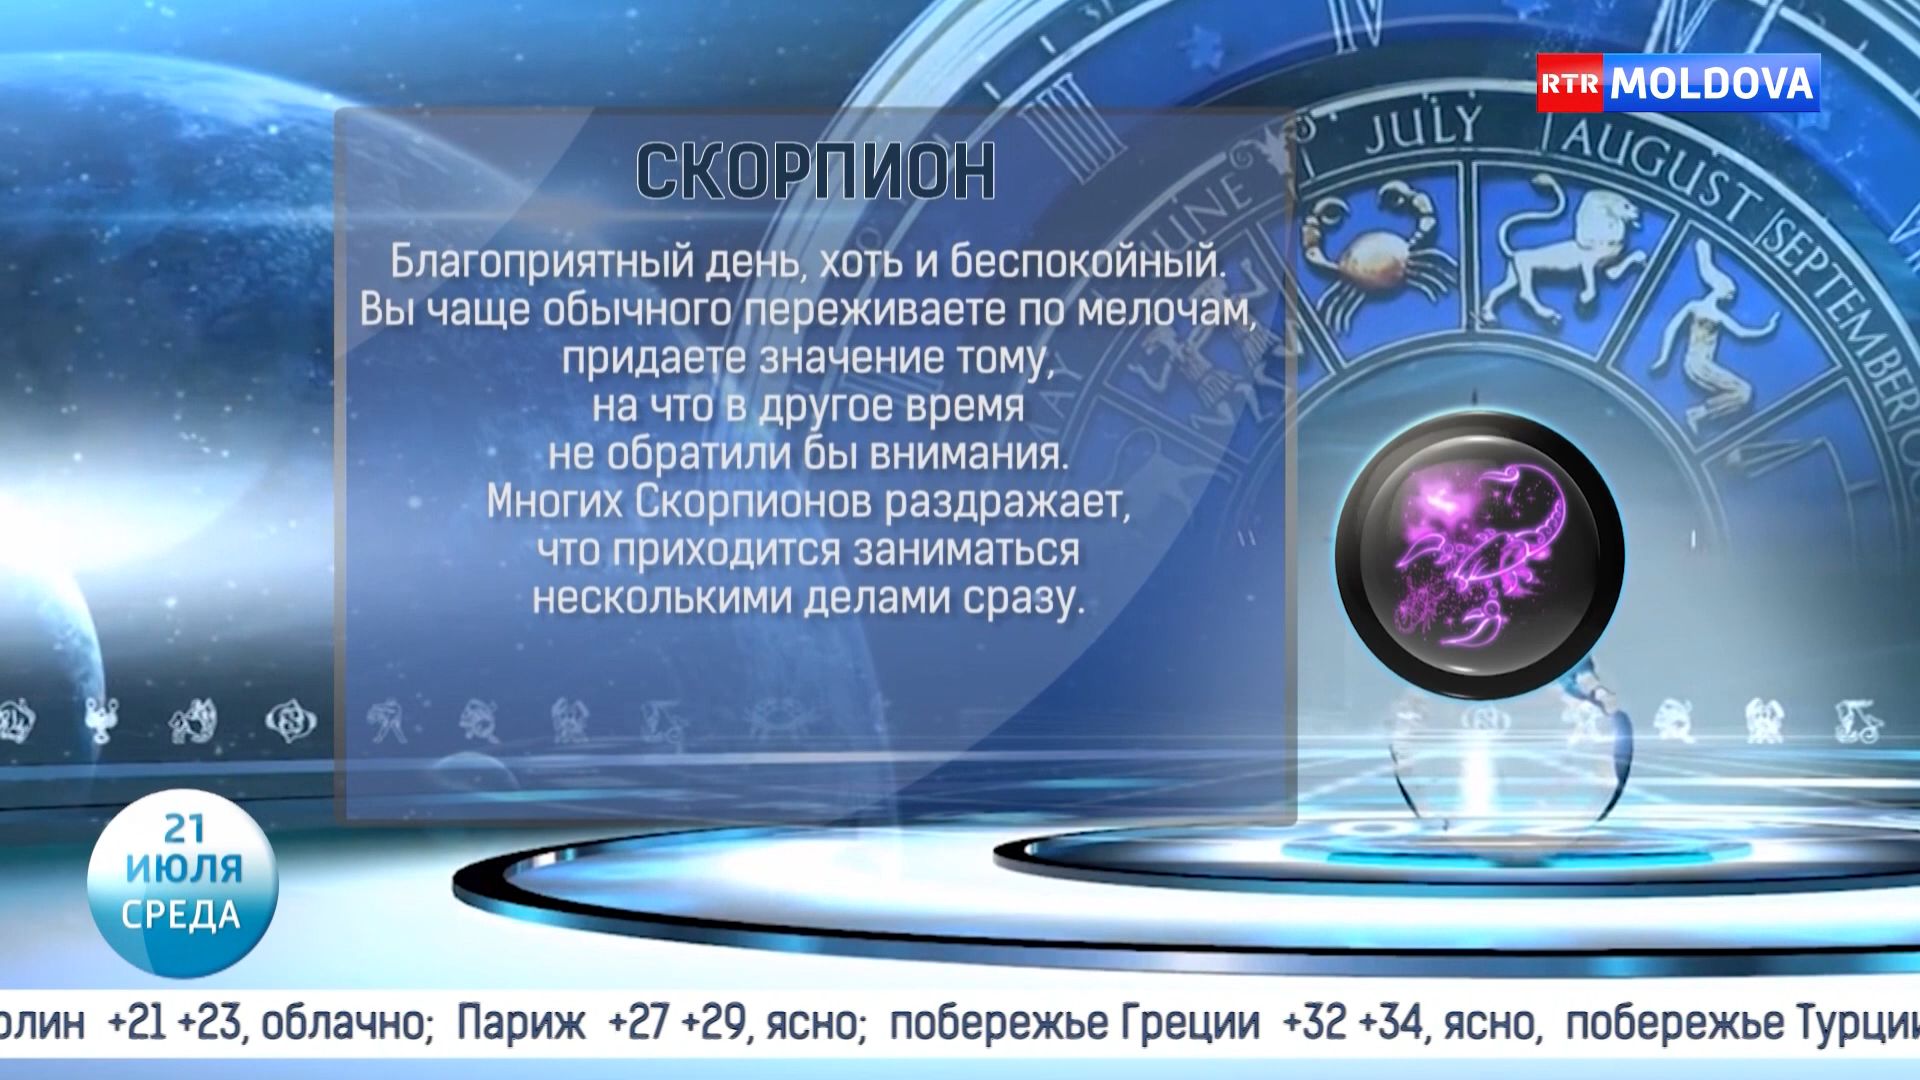 RTR MOLDOVA
JULY
AUGUST
SEPTEMBER
JUNE
СКОРПИОН
Благоприятный день, хоть и беспокойный.
Вы чаще обычного переживаете по мелочам,
придаете значение тому,
на что в другое время
не обратили бы внимания.
Многих Скорпионов раздражает,
что приходится заниматься
несколькими делами сразу.
21
ИЮЛЯ
СРЕДА
+21 +23, облачно; Париж +27 +29, ясно; побережье Греции +32 +34, ясно, побережье Турции